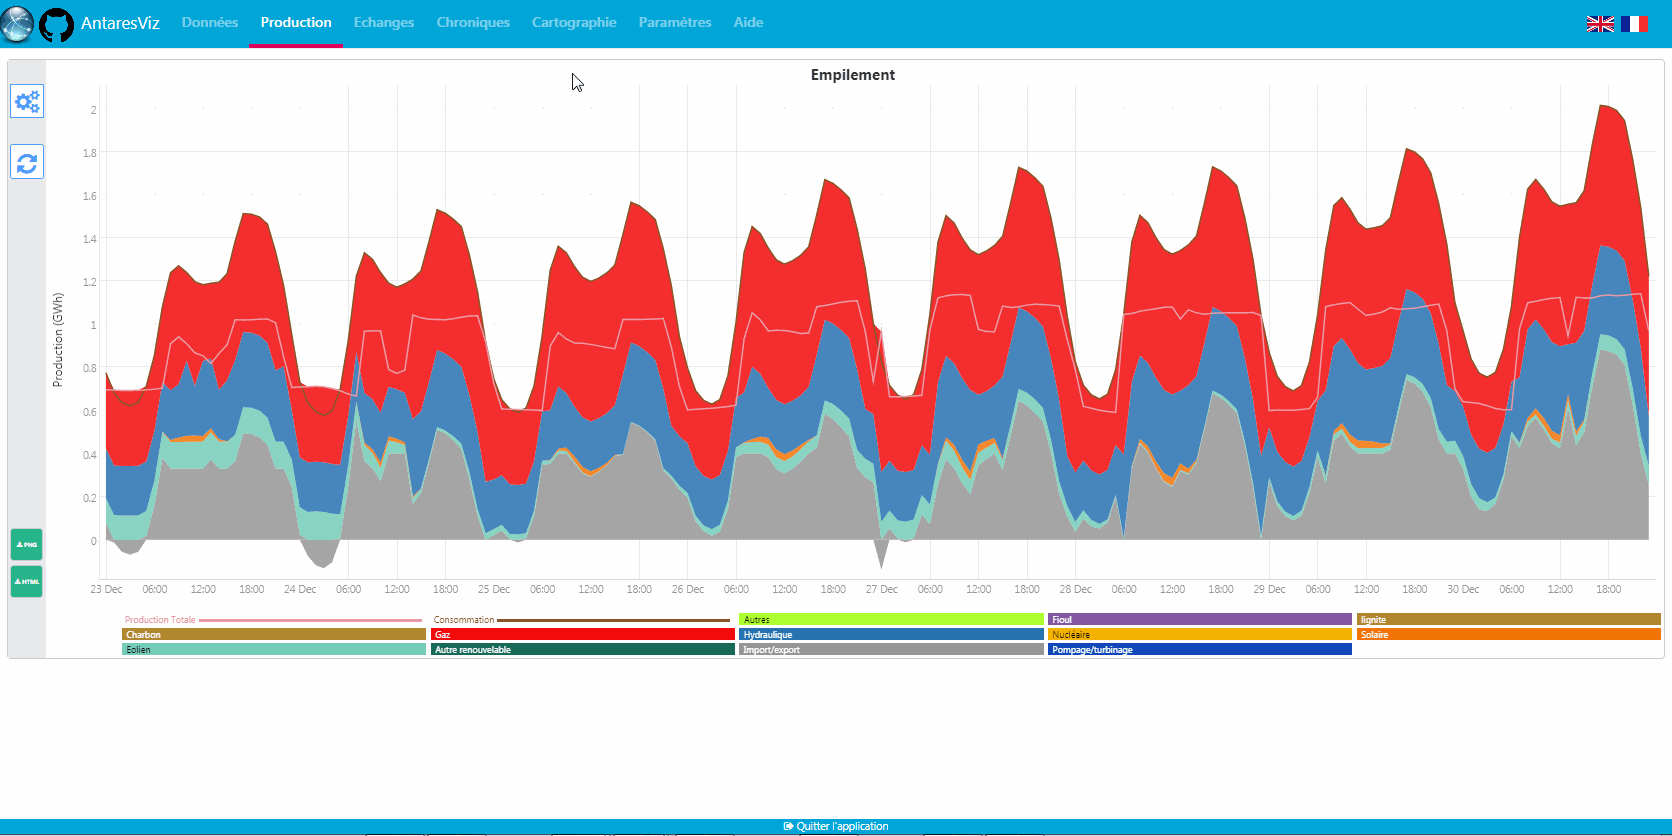 AntaresViz Données Production Echanges Chroniques Cartographie Paramètres Aide
Empilement
Production (GWh)
2
1.8
1.6
1.4
1.2
1
0.8
0.6
0.4
0.2
0
PNG
HTML
23 Dec 06:00 12:00 18:00 24 Dec 06:00 12:00 18:00 25 Dec 06:00 12:00 18:00 26 Dec 06:00 12:00 18:00 27 Dec 06:00 12:00 18:00 28 Dec 06:00 12:00 18:00 29 Dec 06:00 12:00 18:00 30 Dec 06:00 12:00 18:00
Production Totale Consommation Autres Fioul lignite
Charbon Gaz Hydraulique Nucléaire Solaire
Eolien Autre renouvelable Import/export Pompage/turbinage
Quitter l'application